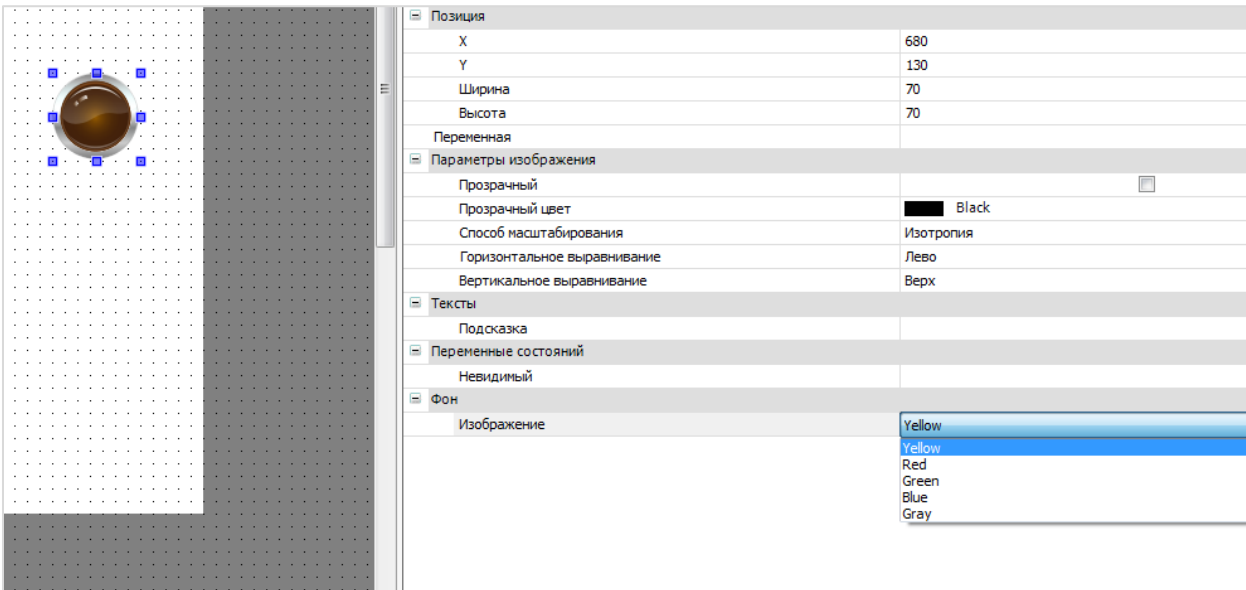 Позиция
X 680
Y 130
Ширина 70
Высота 70
Переменная
Параметры изображения
Прозрачный
Прозрачный цвет Black
Способ масштабирования Изотропия
Горизонтальное выравнивание Лево
Вертикальное выравнивание Верх
Тексты
Подсказка
Переменные состояний
Невидимый
Фон
Изображение Yellow
Yellow
Red
Green
Blue
Gray